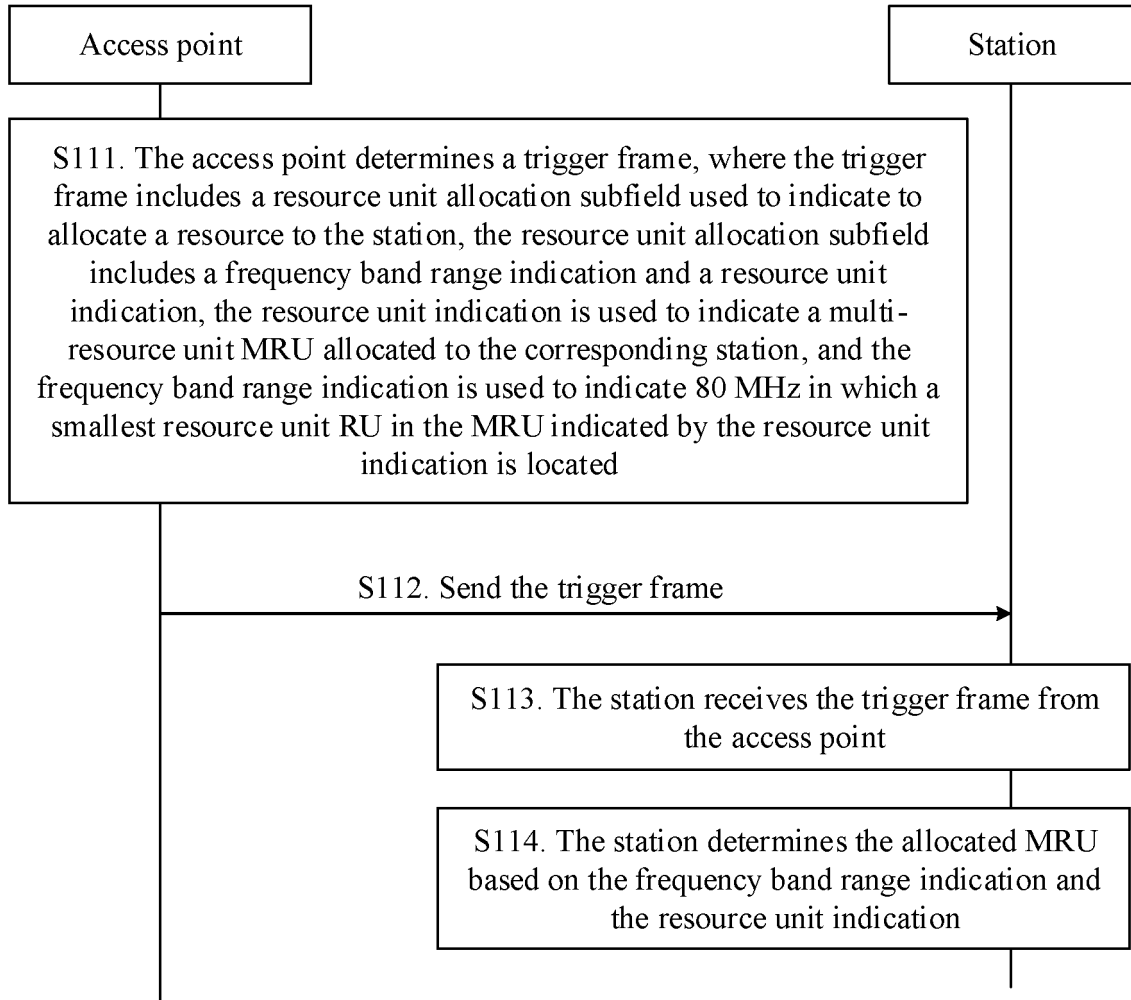 Access point
Station
S111. The access point determines a trigger frame, where the trigger
frame includes a resource unit allocation subfield used to indicate to
allocate a resource to the station, the resource unit allocation subfield
includes a frequency band range indication and a resource unit
indication, the resource unit indication is used to indicate a multi-
resource unit MRU allocated to the corresponding station, and the
frequency band range indication is used to indicate 80 MHz in which a
smallest resource unit RU in the MRU indicated by the resource unit
indication is located
S112. Send the trigger frame
S113. The station receives the trigger frame from
the access point
S114. The station determines the allocated MRU
based on the frequency band range indication and
the resource unit indication